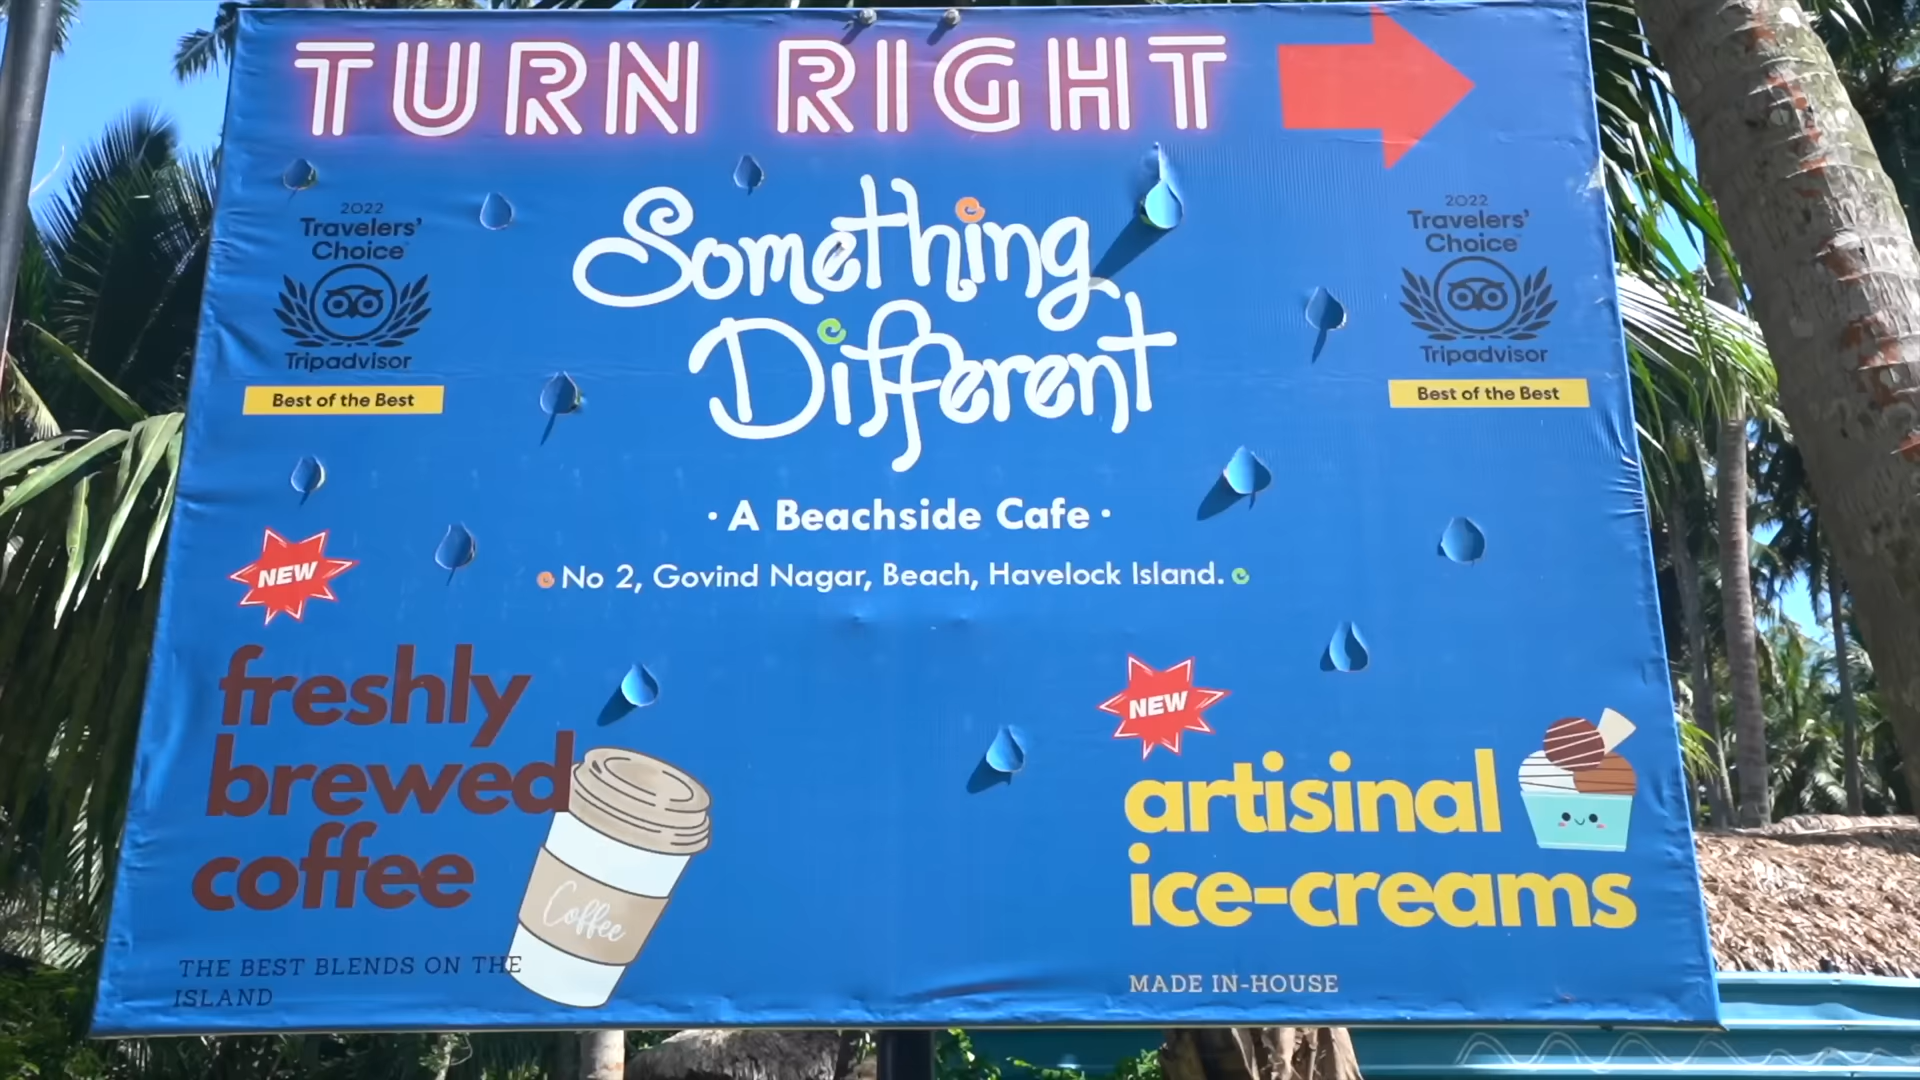 TURN RIGHT
2022
Travelers'
Choice
Tripadvisor
Best of the Best
Something
Different
2022
Travelers'
Choice™
Tripadvisor
Best of the Best
· A Beachside Cafe ·
No 2, Govind Nagar, Beach, Havelock Island.
NEW
freshly
brewed
coffee
Coffee
THE BEST BLENDS ON THE
ISLAND
NEW
artisinal
ice-creams
MADE IN-HOUSE